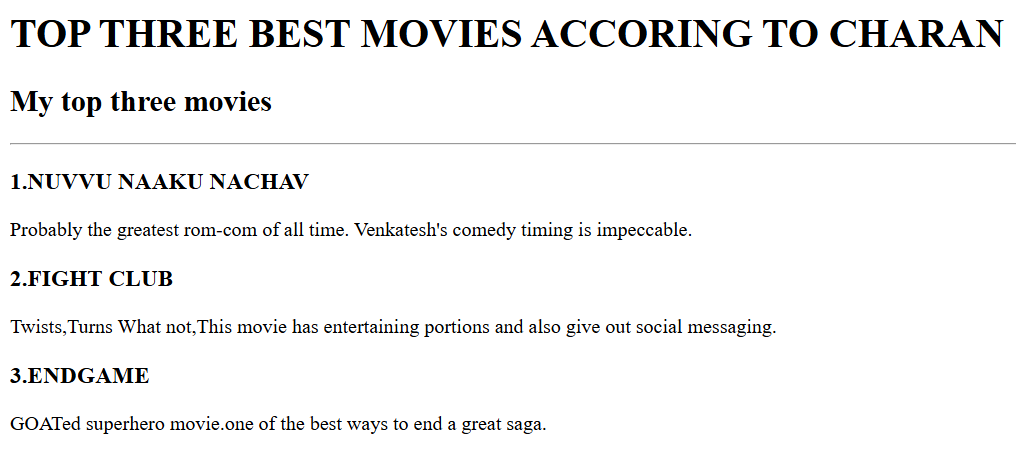 TOP THREE BEST MOVIES ACCORING TO CHARAN
My top three movies
1.NUVVU NAAKU NACHAV
Probably the greatest rom-com of all time. Venkatesh's comedy timing is impeccable.
2.FIGHT CLUB
Twists,Turns What not,This movie has entertaining portions and also give out social messaging.
3.ENDGAME
GOATed superhero movie.one of the best ways to end a great saga.